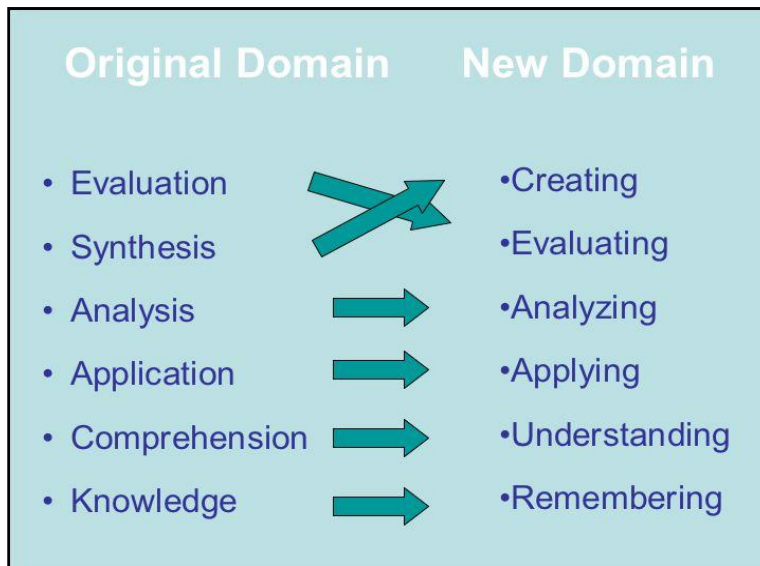 Original Domain New Domain
• Evaluation •Creating
• Synthesis •Evaluating
• Analysis •Analyzing
• Application •Applying
• Comprehension •Understanding
• Knowledge •Remembering